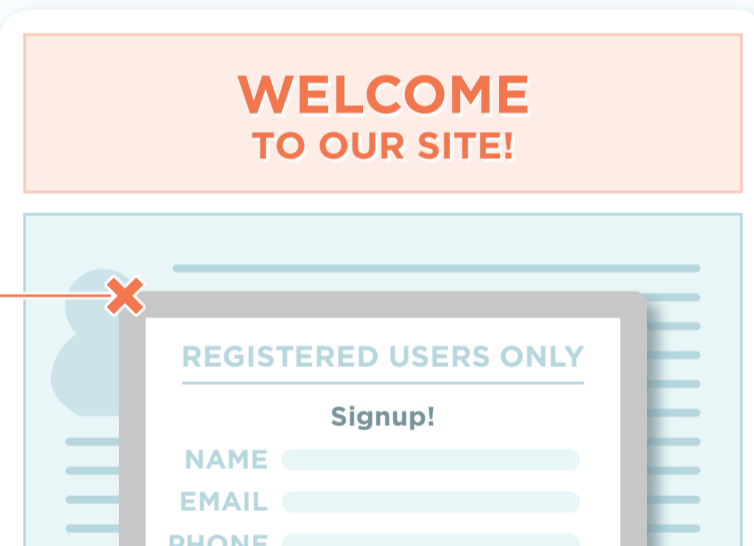 WELCOME
TO OUR SITE!
REGISTERED USERS ONLY
Signup!
NAME
EMAIL
PHONE